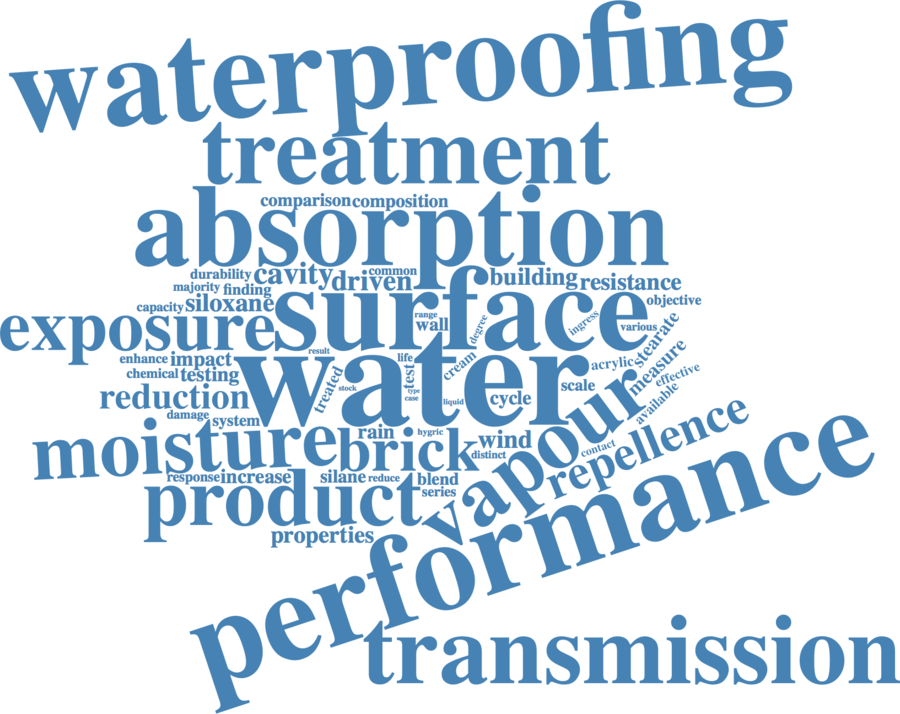 waterproofing
treatment
comparison composition
absorption
durability cavity driven common building resistance
majority finding
capacity siloxane surface objective
exposure range wall degree ingress various stearate
enhance impact result water life cream acrylic measure
chemical testing treated stock test type scale effective
reduction case liquid cycle available
damage system
moisture rain hygric wind contact
brick distinct vapour repellence
response increase silane reduce blend
product series
properties
performance
transmission